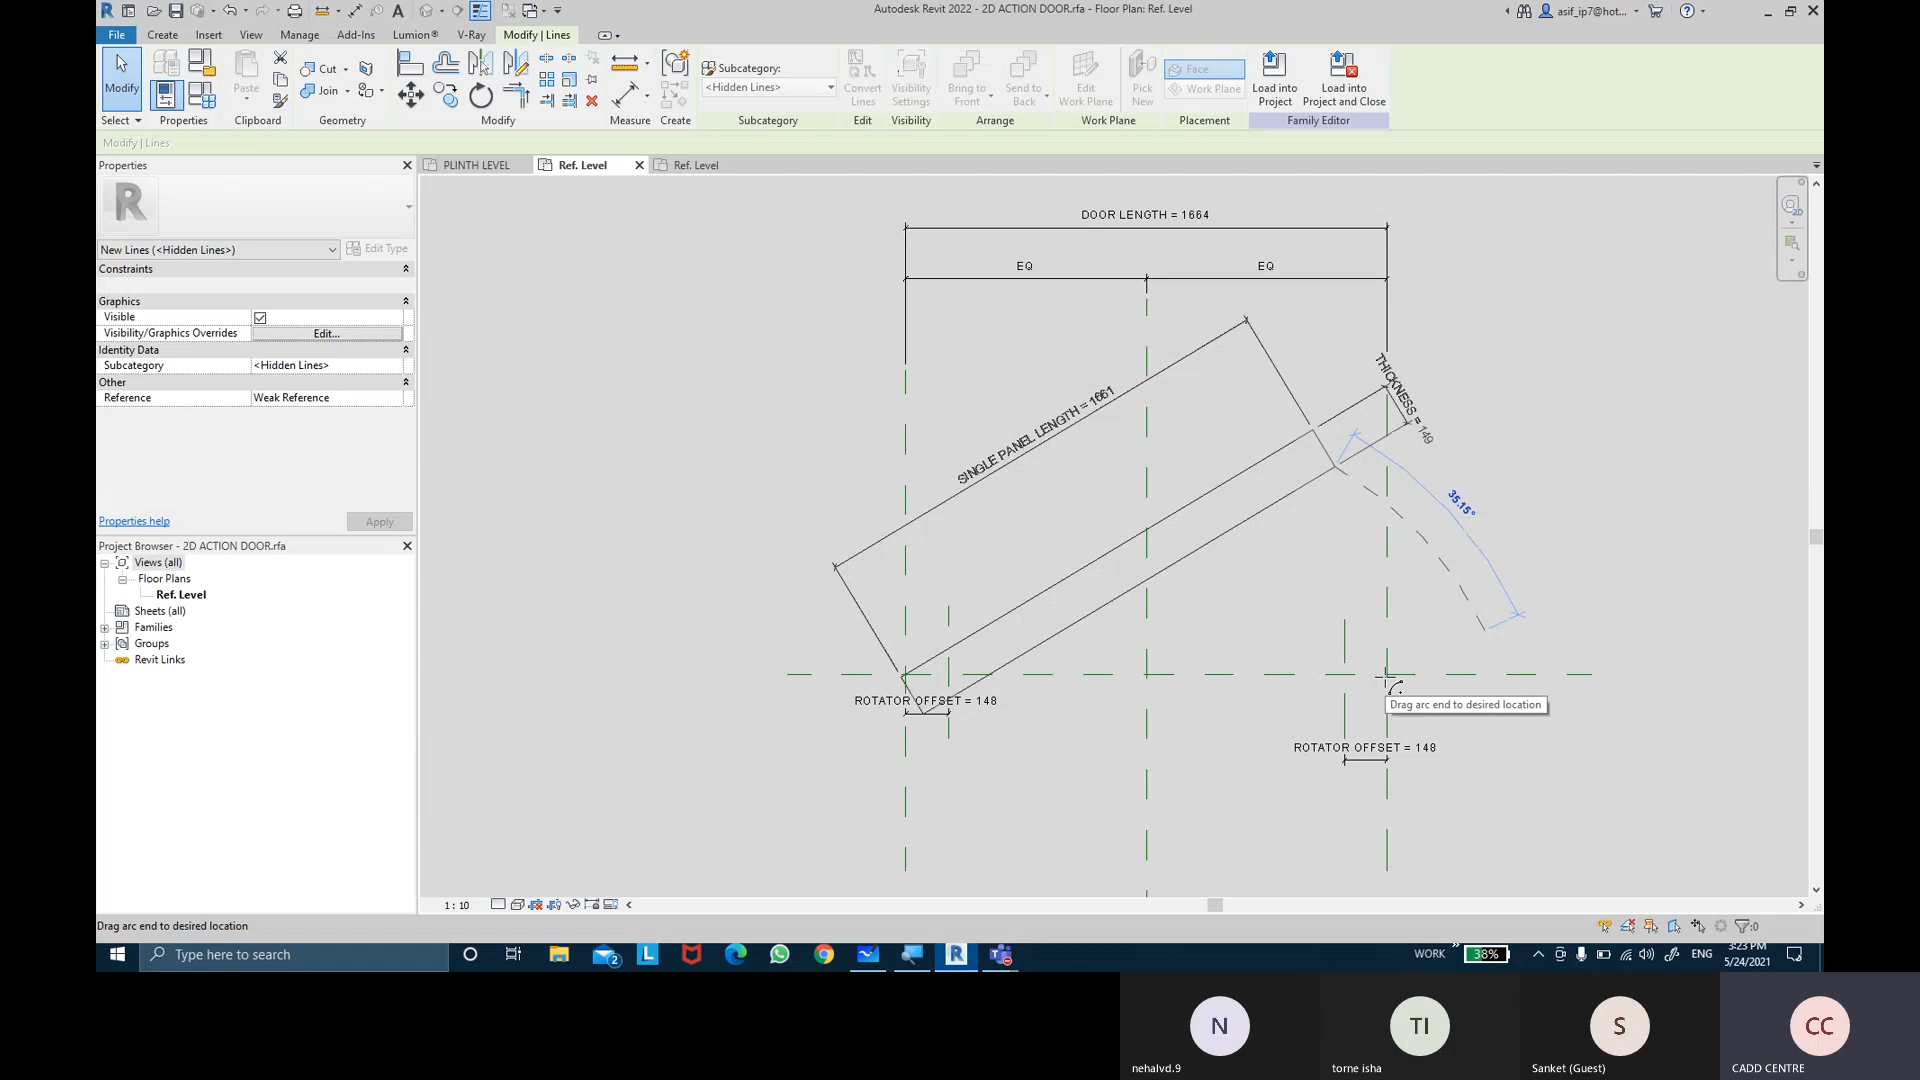 Autodesk Revit 2022 - 2D ACTION DOOR.rfa - Floor Plan: Ref. Level
asif_ip7@hot...
File Create Insert View Manage Add-Ins Lumion® V-Ray Modify | Lines
Modify
Paste
Cut
Join
Subcategory:
<Hidden Lines>
Convert Lines
Visibility Settings
Bring to Front
Send to Back
Edit Work Plane
Pick New
Face
Work Plane
Load into Project
Load into Project and Close
Select Properties Clipboard Geometry Modify Measure Create Subcategory Edit Visibility Arrange Work Plane Placement Family Editor
Modify | Lines
Properties
PLINTH LEVEL
Ref. Level
Ref. Level
R
New Lines (<Hidden Lines>)
Edit Type
Constraints
Graphics
Visible
Visibility/Graphics Overrides Edit...
Identity Data
Subcategory <Hidden Lines>
Other
Reference Weak Reference
Properties help
Apply
Project Browser - 2D ACTION DOOR.rfa
Views (all)
Floor Plans
Ref. Level
Sheets (all)
Families
Groups
Revit Links
DOOR LENGTH = 1664
EQ EQ
SINGLE PANEL LENGTH = 1661
THICKNESS = 149
35.15°
ROTATOR OFFSET = 148
Drag arc end to desired location
ROTATOR OFFSET = 148
2D
1 : 10
Drag arc end to desired location
:0
Type here to search
2
L
R
WORK
38%
ENG
3:23 PM
5/24/2021
N
nehalvd.9
TI
torne isha
S
Sanket (Guest)
CC
CADD CENTRE